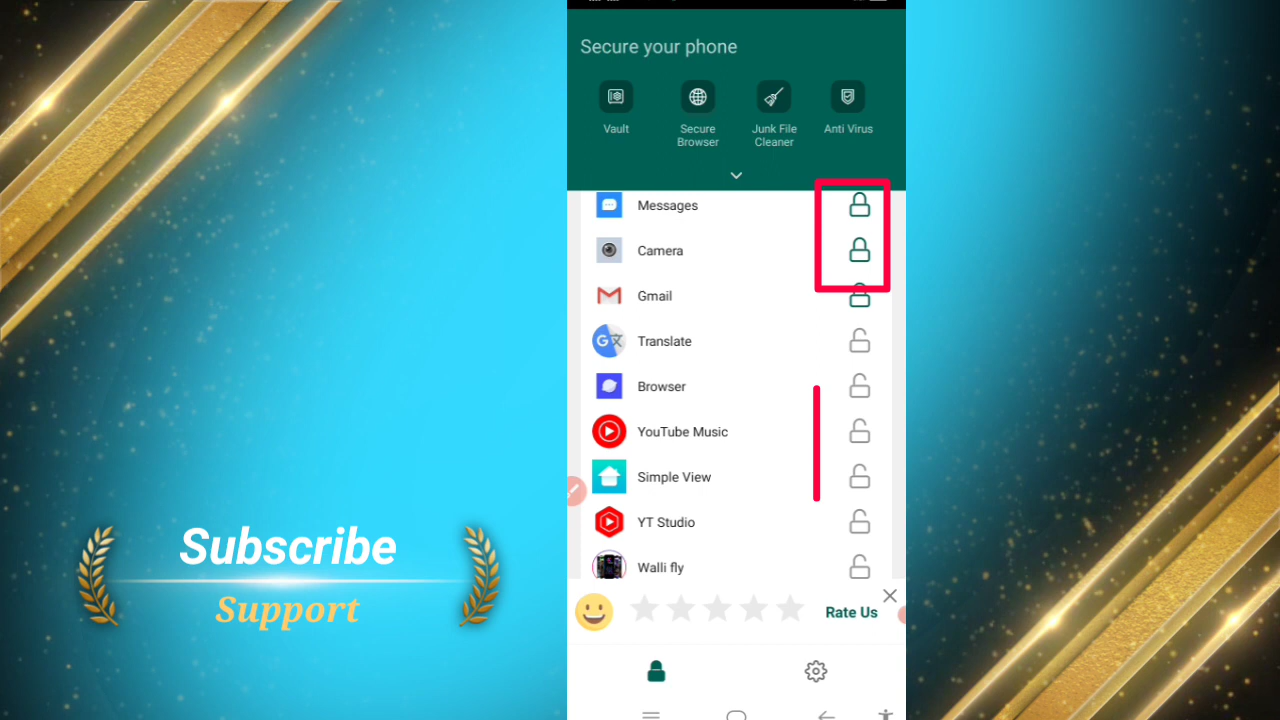 Secure your phone
Vault
Secure Browser
Junk File Cleaner
Anti Virus
Messages
Camera
Gmail
Translate
Browser
YouTube Music
Simple View
YT Studio
Walli fly
Rate Us
Subscribe
Support